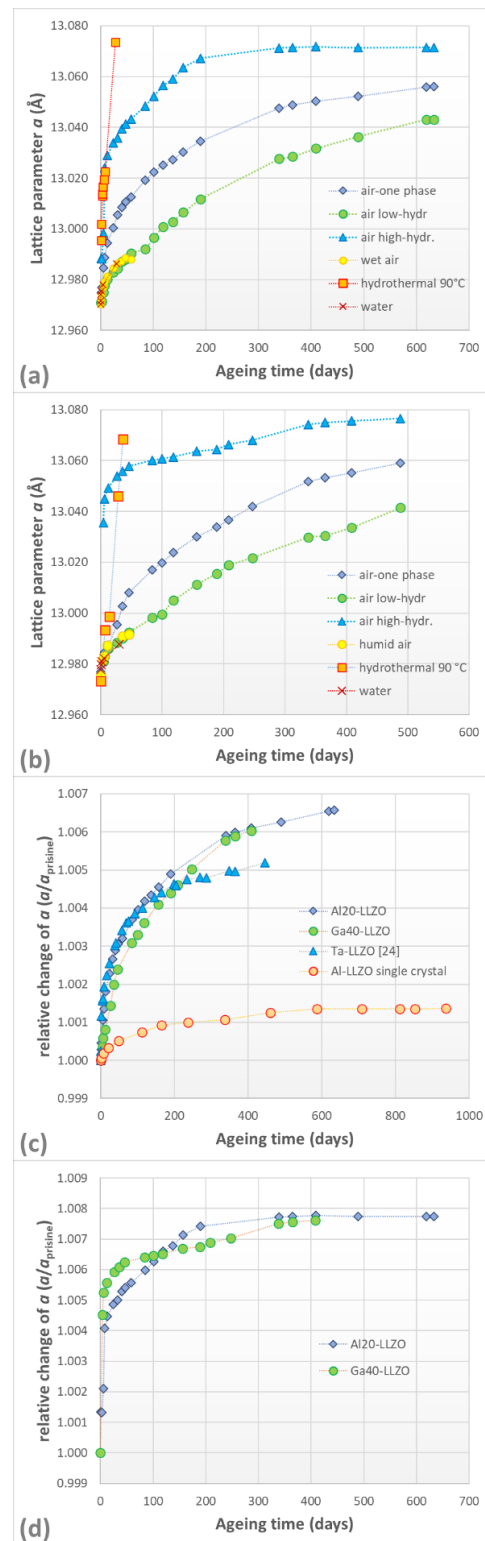 13.080
13.060
13.040
13.020
13.000
12.980
12.960
Lattice parameter a (Å)
air-one phase
air low-hydr
air high-hydr.
wet air
hydrothermal 90°C
water
0 100 200 300 400 500 600 700
Ageing time (days)
(a)
13.080
13.060
13.040
13.020
13.000
12.980
12.960
Lattice parameter a (Å)
air-one phase
air low-hydr
air high-hydr.
humid air
hydrothermal 90 °C
water
0 100 200 300 400 500 600
Ageing time (days)
(b)
1.007
1.006
1.005
1.004
1.003
1.002
1.001
1.000
0.999
relative change of a (a/aprisine)
Al20-LLZO
Ga40-LLZO
Ta-LLZO [24]
Al-LLZO single crystal
0 200 400 600 800 1000
Ageing time (days)
(c)
1.009
1.008
1.007
1.006
1.005
1.004
1.003
1.002
1.001
1.000
0.999
relative change of a (a/aprisine)
Al20-LLZO
Ga40-LLZO
0 100 200 300 400 500 600 700
Ageing time (days)
(d)